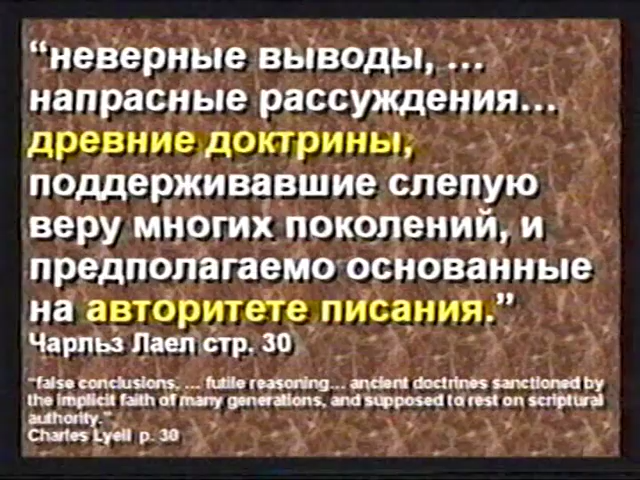 “неверные выводы, ...
напрасные рассуждения...
древние доктрины,
поддерживавшие слепую
веру многих поколений, и
предполагаемо основанные
на авторитете писания.”
Чарльз Лаел стр. 30
“false conclusions, ... futile reasoning... ancient doctrines sanctioned by
the implicit faith of many generations, and supposed to rest on scriptural
authority.”
Charles Lyell p. 30